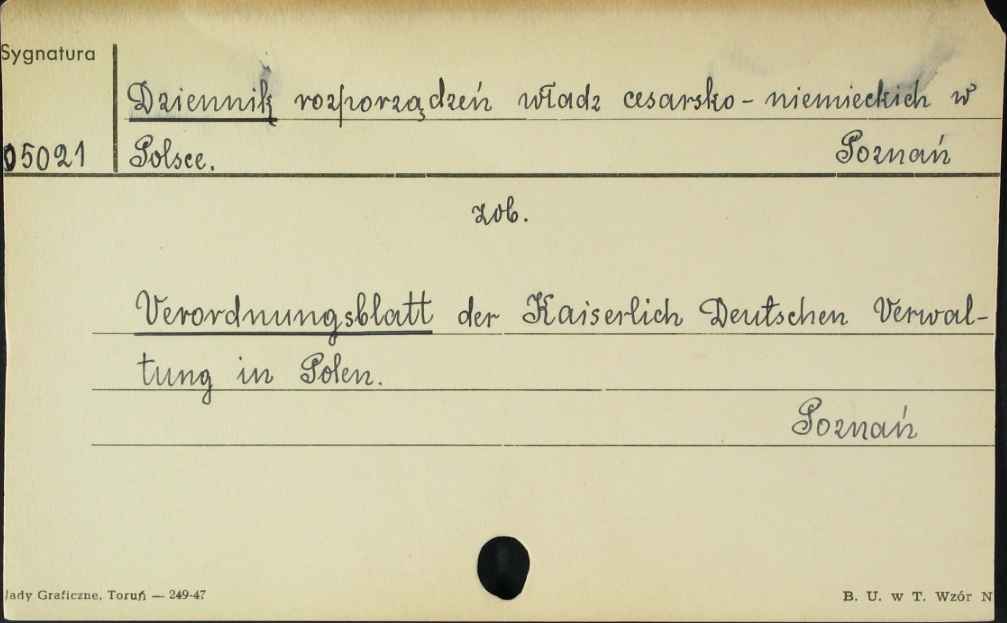 Sygnatura
Dziennik rozporządzeń władz cesarsko-niemieckich w
05021
Polsce. Poznań
zob.
Verordnungsblatt der Kaiserlich Deutschen Verwal-
tung in Polen.
Poznań
łady Graficzne, Toruń — 249-47
B. U. w T. Wzór N